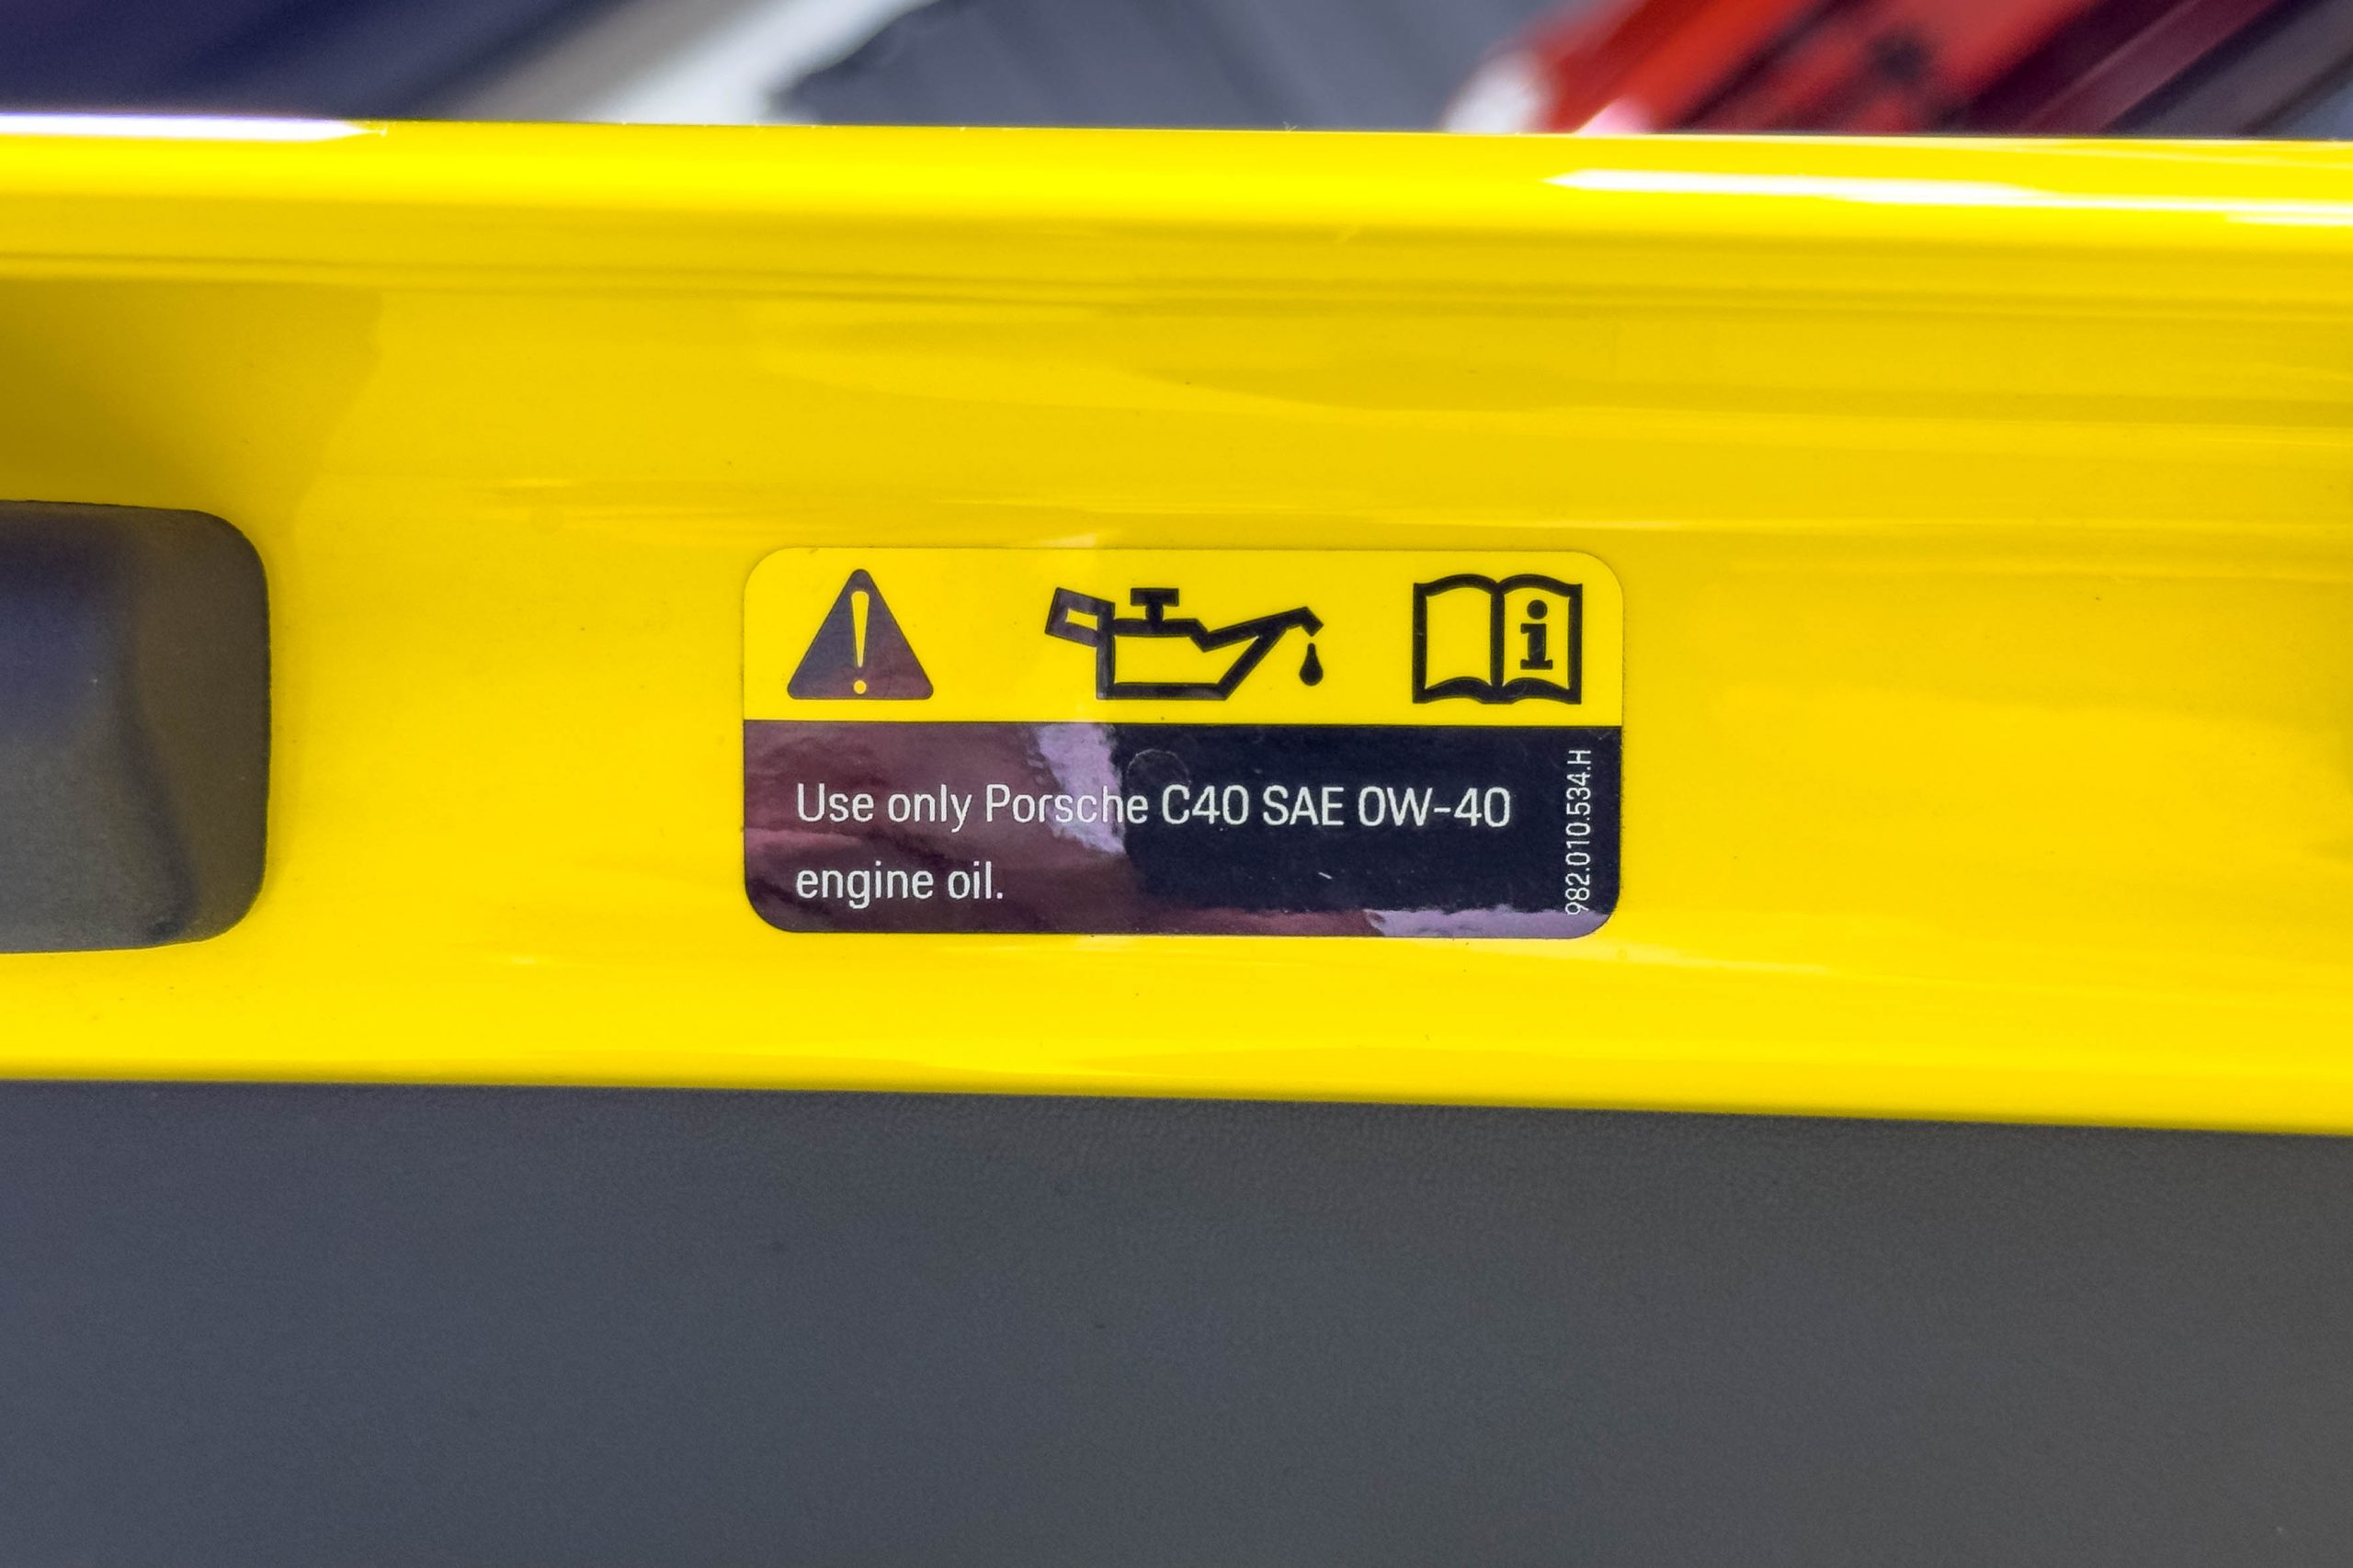 Use only Porsche C40 SAE 0W-40
engine oil.
982.010.534.H